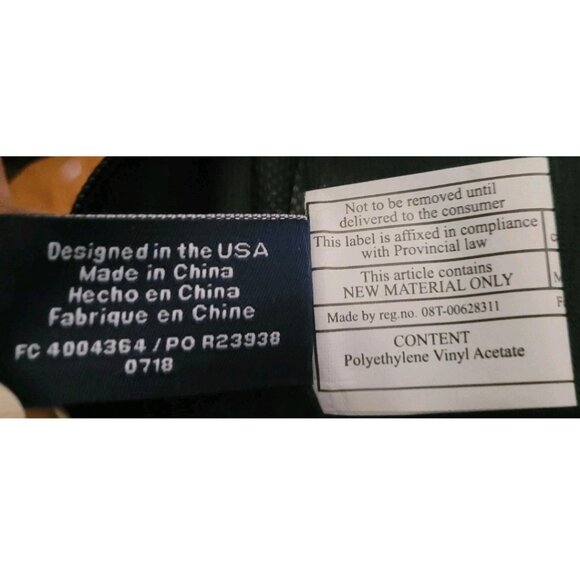 Designed in the USA
Made in China
Hecho en China
Fabrique en Chine
FC 4004364 / PO R23938
0718
Not to be removed until
delivered to the consumer
This label is affixed in compliance
with Provincial law
This article contains
NEW MATERIAL ONLY
Made by reg.no. 08T-00628311
CONTENT
Polyethylene Vinyl Acetate